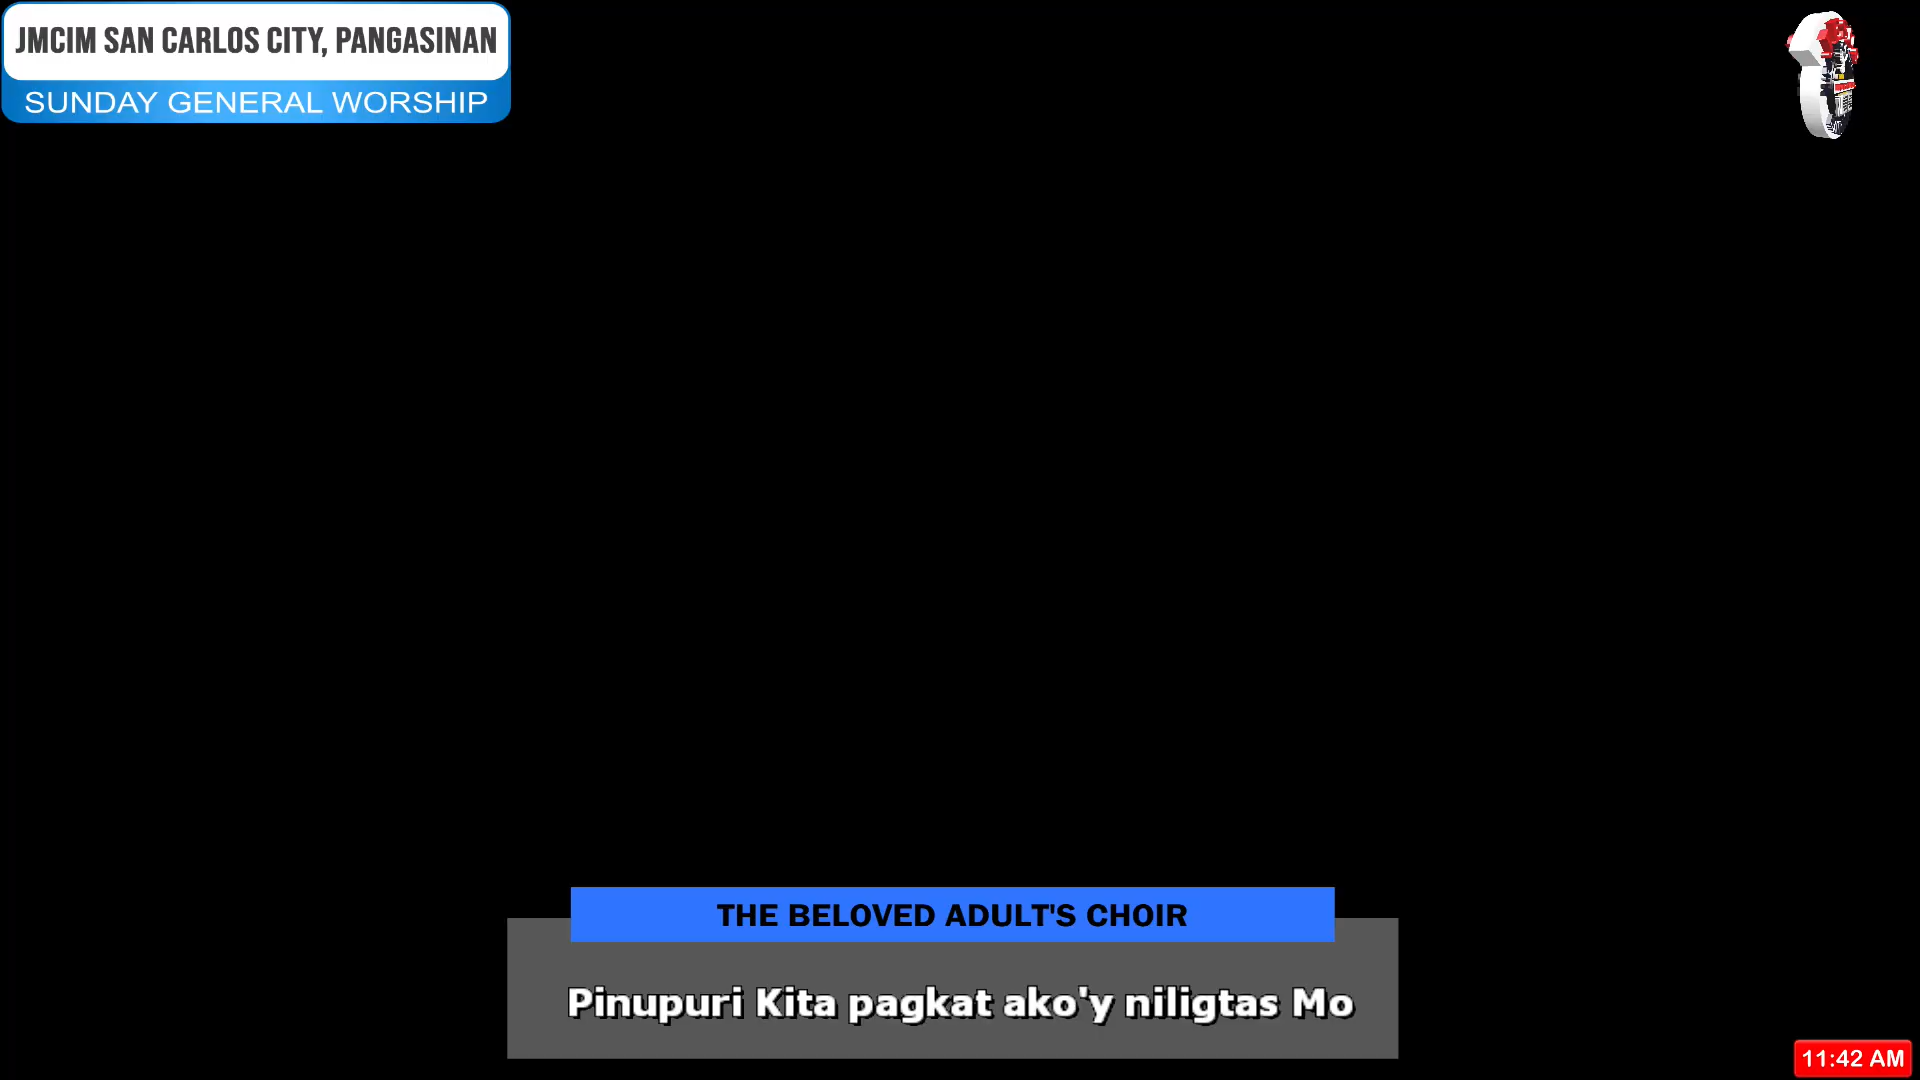 JMCIM SAN CARLOS CITY, PANGASINAN
SUNDAY GENERAL WORSHIP
THE BELOVED ADULT'S CHOIR
Pinupuri Kita pagkat ako'y niligtas Mo
11:42 AM